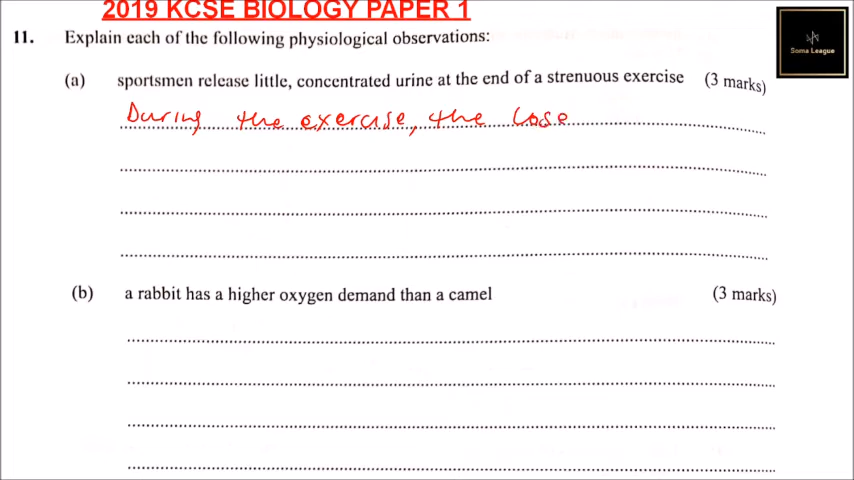 2019 KCSE BIOLOGY PAPER 1
11. Explain each of the following physiological observations:
Soma League
(a) sportsmen release little, concentrated urine at the end of a strenuous exercise (3 marks)
During the exercise, the lose
(b) a rabbit has a higher oxygen demand than a camel (3 marks)